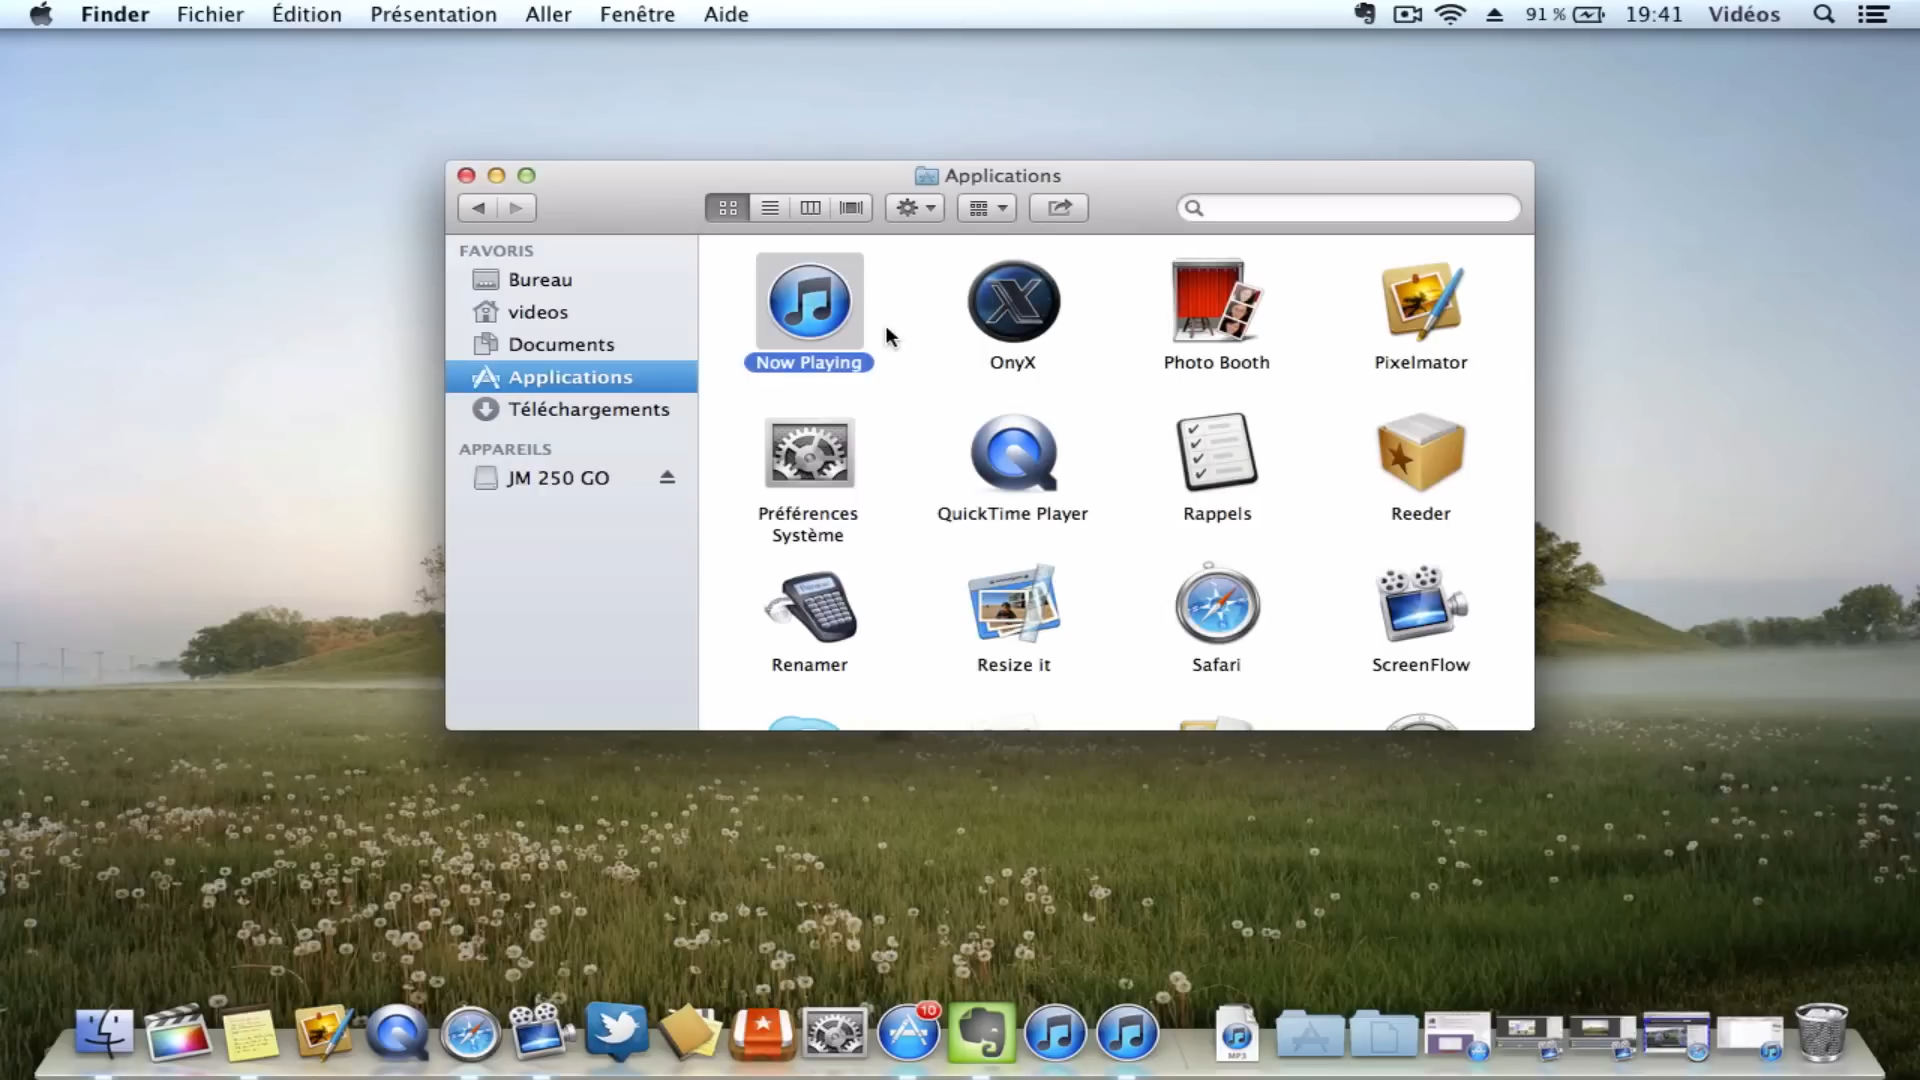 Finder Fichier Édition Présentation Aller Fenêtre Aide 91 % 19:41 Vidéos
Applications
FAVORIS
Bureau
videos
Documents
Applications
Téléchargements
APPAREILS
JM 250 GO
Now Playing OnyX Photo Booth Pixelmator
Préférences Système QuickTime Player Rappels Reeder
Renamer Resize it Safari ScreenFlow
10
MP3